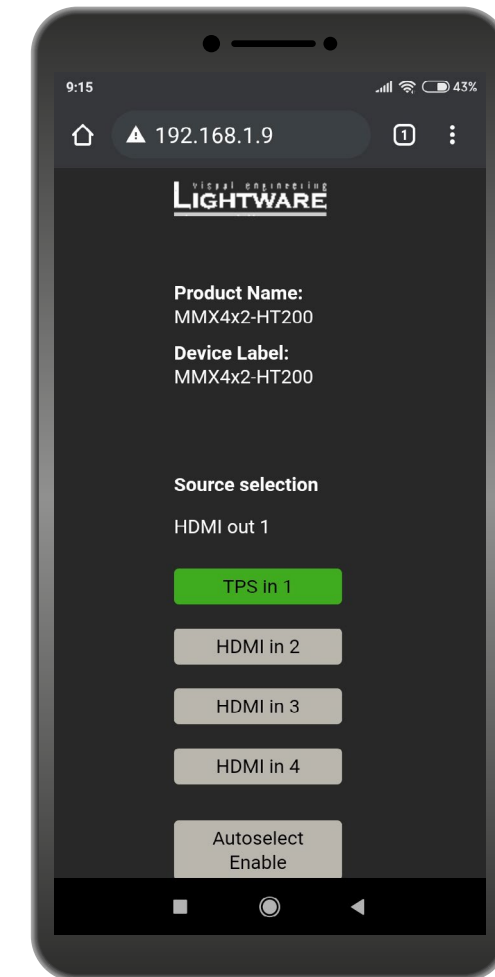 9:15
43%
192.168.1.9
1
visual engineering
LIGHTWARE
Product Name:
MMX4x2-HT200
Device Label:
MMX4x2-HT200
Source selection
HDMI out 1
TPS in 1
HDMI in 2
HDMI in 3
HDMI in 4
Autoselect
Enable